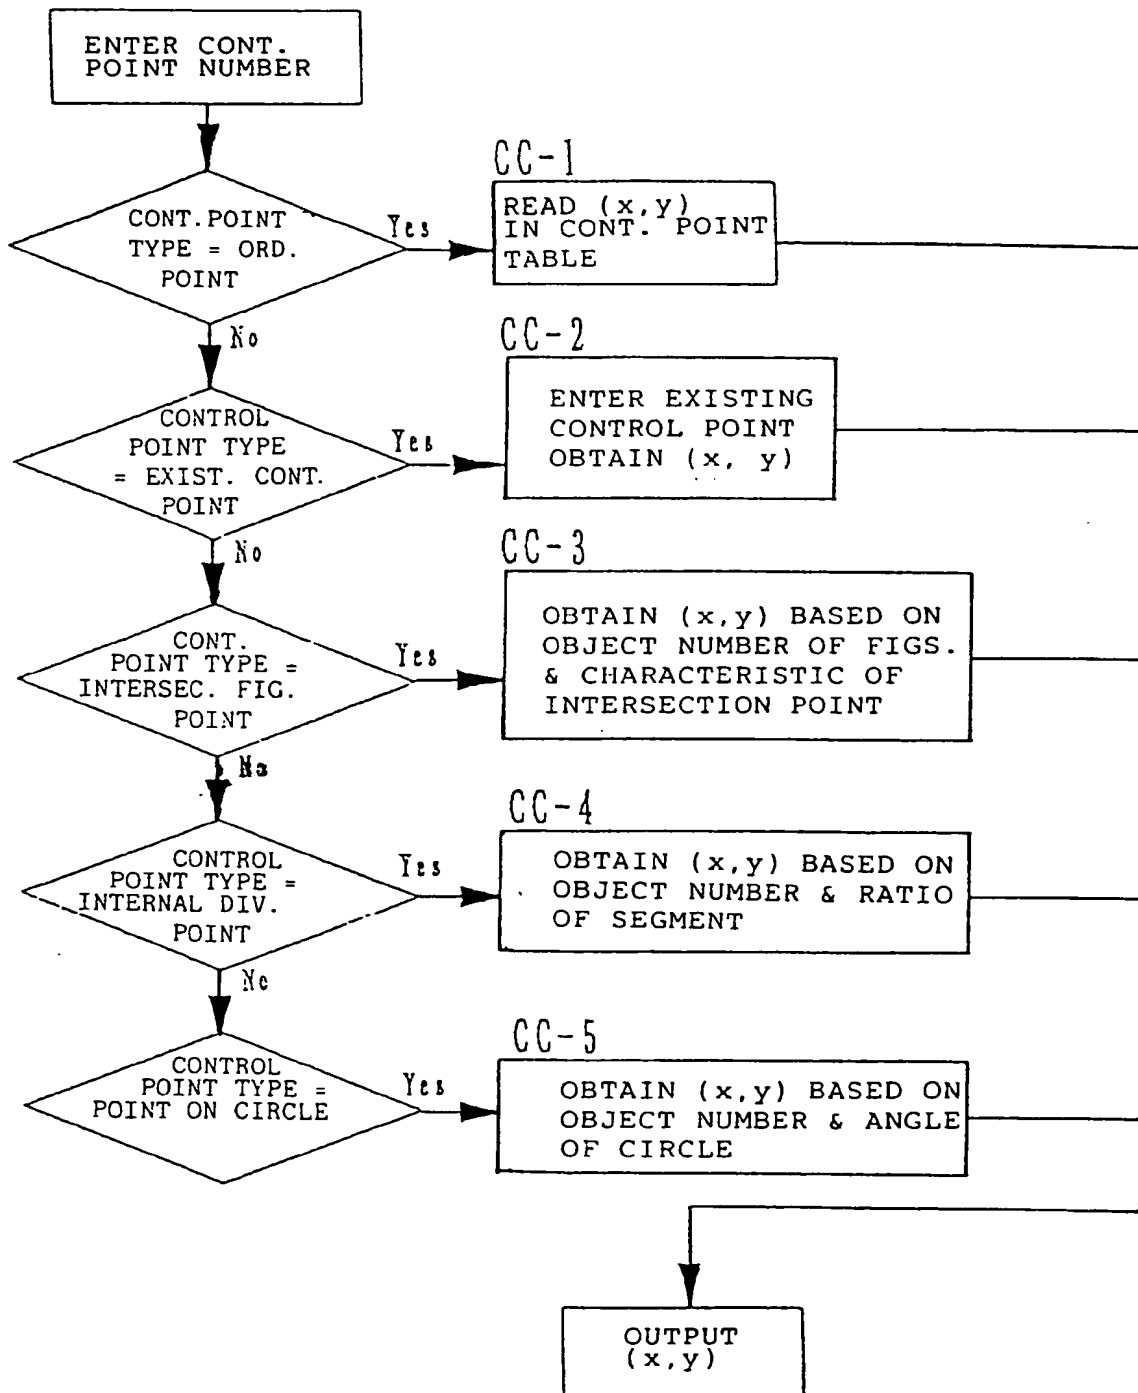 ENTER CONT.
POINT NUMBER
CC-1
CONT.POINT
TYPE = ORD.
POINT
Yes
READ (x,y)
IN CONT. POINT
TABLE
No
CC-2
CONTROL
POINT TYPE
= EXIST. CONT.
POINT
Yes
ENTER EXISTING
CONTROL POINT
OBTAIN (x, y)
No
CC-3
CONT.
POINT TYPE =
INTERSEC. FIG.
POINT
Yes
OBTAIN (x,y) BASED ON
OBJECT NUMBER OF FIGS.
& CHARACTERISTIC OF
INTERSECTION POINT
No
CC-4
CONTROL
POINT TYPE =
INTERNAL DIV.
POINT
Yes
OBTAIN (x,y) BASED ON
OBJECT NUMBER & RATIO
OF SEGMENT
No
CC-5
CONTROL
POINT TYPE =
POINT ON CIRCLE
Yes
OBTAIN (x,y) BASED ON
OBJECT NUMBER & ANGLE
OF CIRCLE
OUTPUT
(x,y)